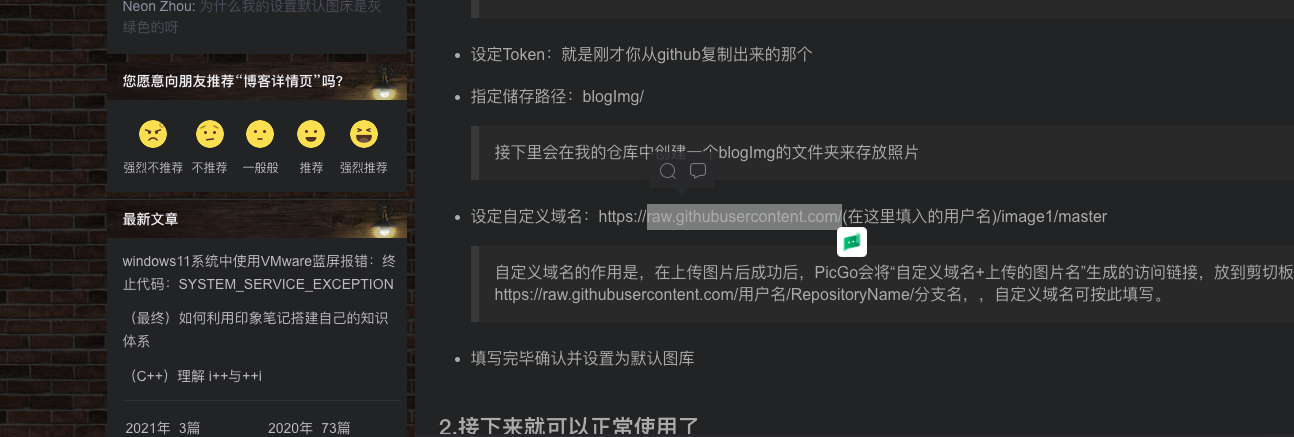 Neon Zhou: 为什么我的设置默认图床是灰
绿色的呀
您愿意向朋友推荐“博客详情页”吗?
强烈不推荐 不推荐 一般般 推荐 强烈推荐
最新文章
windows11系统中使用VMware蓝屏报错：终
止代码：SYSTEM_SERVICE_EXCEPTION
（最终）如何利用印象笔记搭建自己的知识
体系
（C++）理解 i++与++i
2021年 3篇 2020年 73篇
设定Token：就是刚才你从github复制出来的那个
指定储存路径：blogImg/
接下里会在我的仓库中创建一个blogImg的文件夹来存放照片
设定自定义域名：https://raw.githubusercontent.com/(在这里填入的用户名)/image1/master
自定义域名的作用是，在上传图片后成功后，PicGo会将“自定义域名+上传的图片名”生成的访问链接，放到剪切板
https://raw.githubusercontent.com/用户名/RepositoryName/分支名，，自定义域名可按此填写。
填写完毕确认并设置为默认图库
2.接下来就可以正常使用了